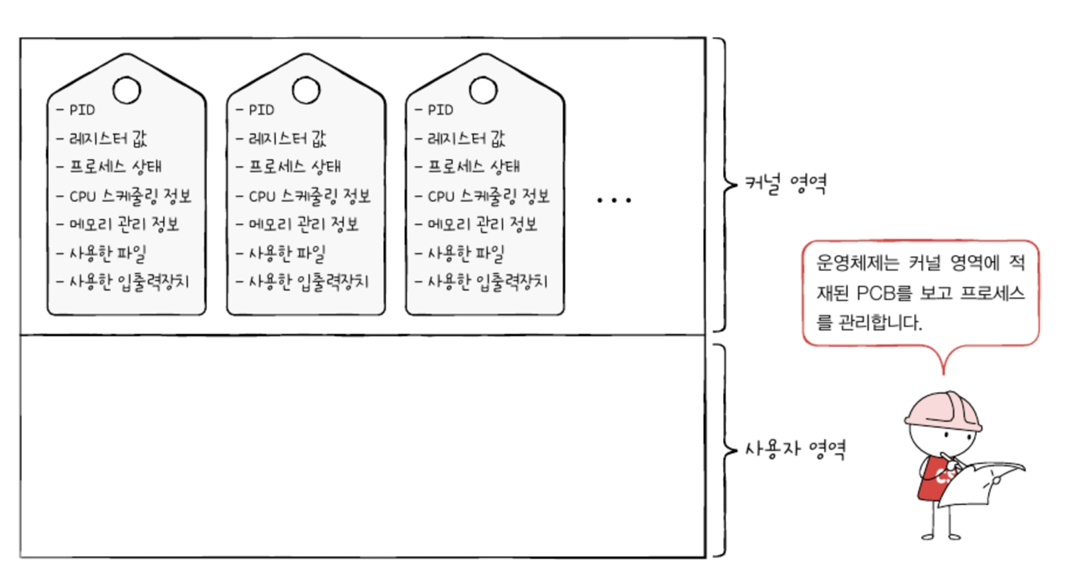 - PID
- 레지스터 값
- 프로세스 상태
- CPU 스케줄링 정보
- 메모리 관리 정보
- 사용한 파일
- 사용한 입출력장치
- PID
- 레지스터 값
- 프로세스 상태
- CPU 스케줄링 정보
- 메모리 관리 정보
- 사용한 파일
- 사용한 입출력장치
- PID
- 레지스터 값
- 프로세스 상태
- CPU 스케줄링 정보
- 메모리 관리 정보
- 사용한 파일
- 사용한 입출력장치
...
커널 영역
운영체제는 커널 영역에 적
재된 PCB를 보고 프로세스
를 관리합니다.
사용자 영역